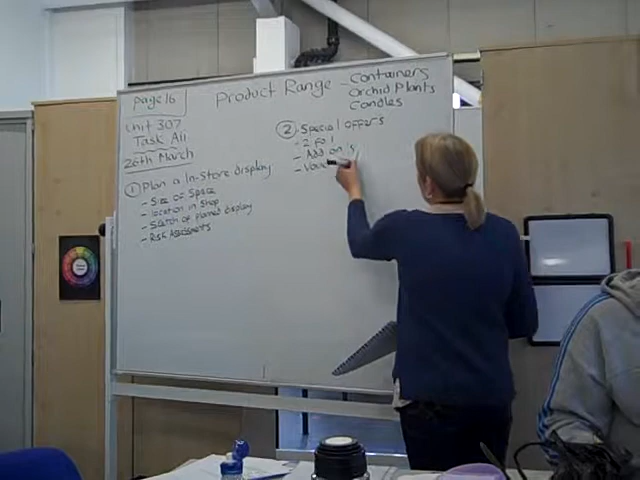 Page 16
Product Range - Containers
Orchid Plants
Candles
Unit 307
Task Aii
26th March
① Plan a In-Store display
- Size of Space
- location in Shop
- Sketch of planned display
- Risk Assessments
② - Special offers
- 2 for 1
- Add on's